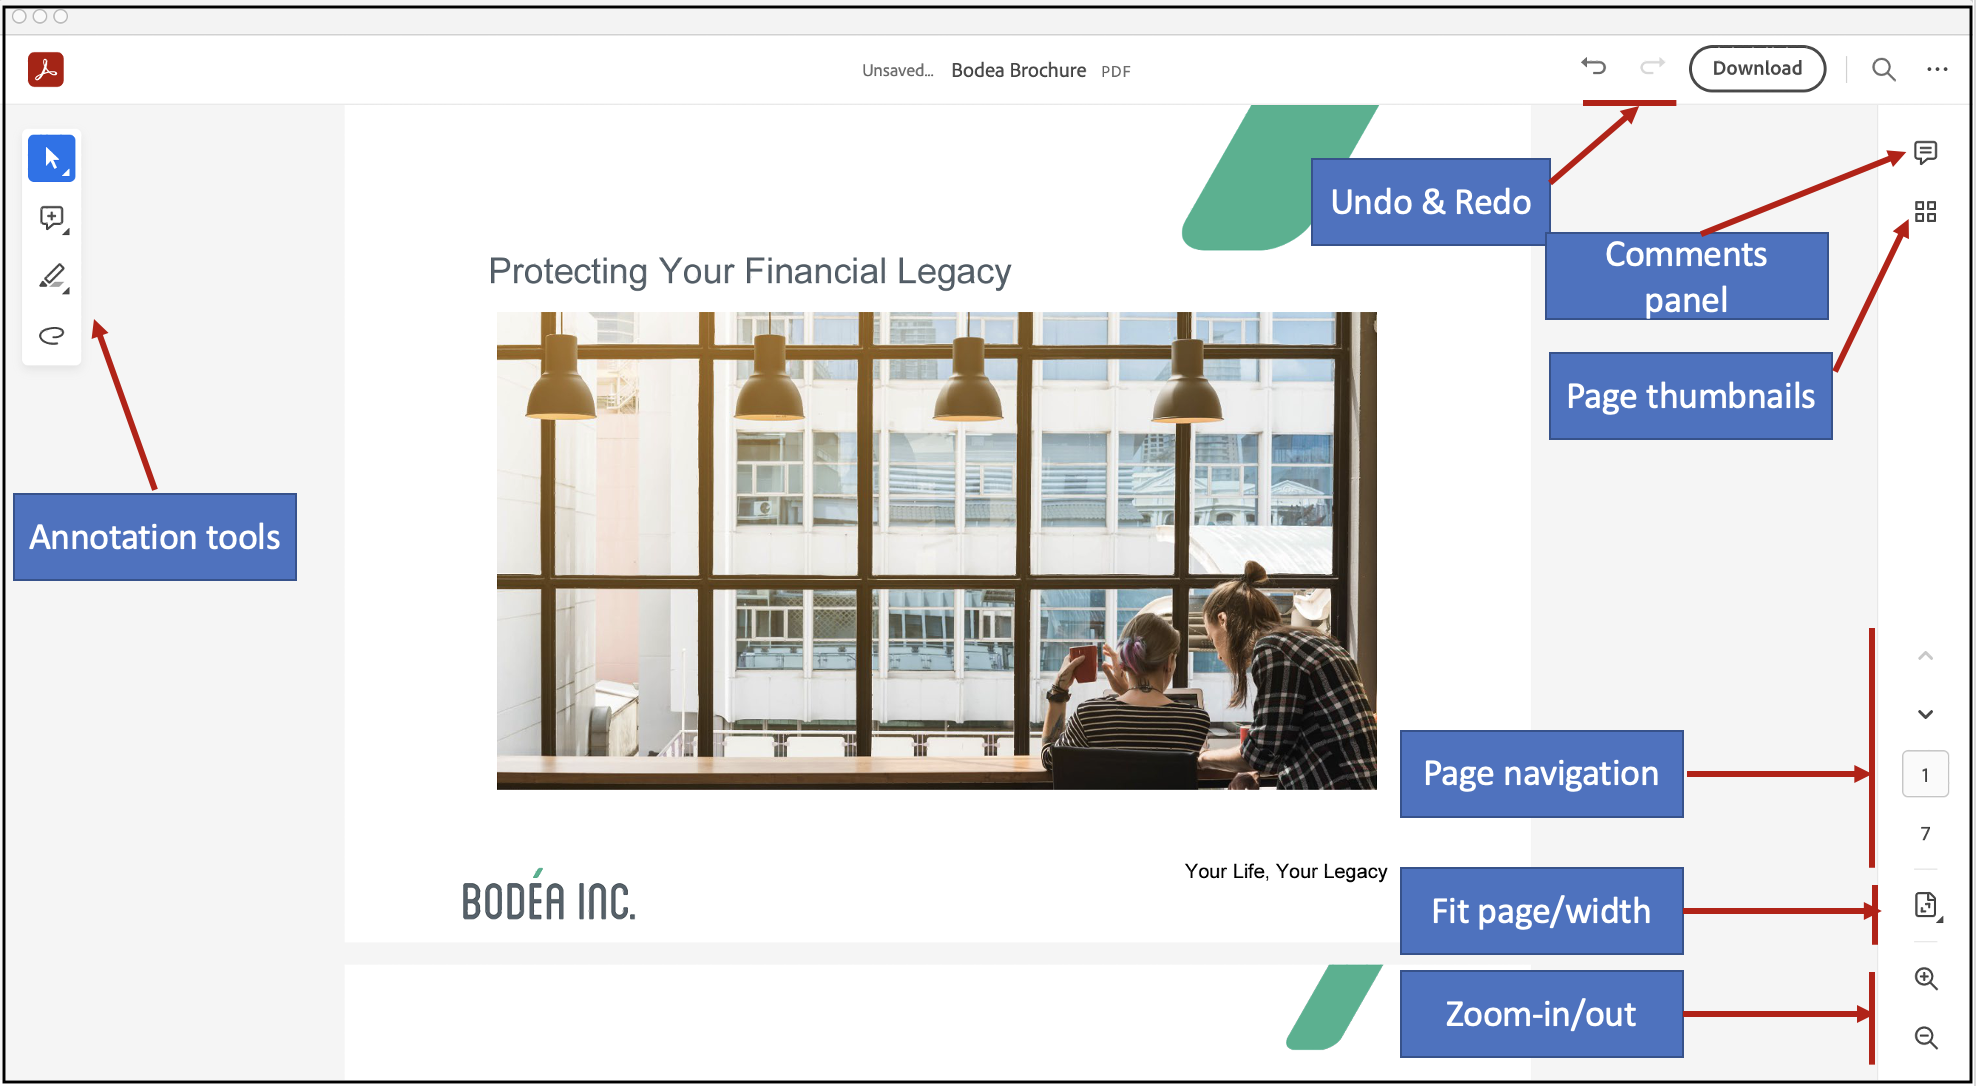 Unsaved... Bodea Brochure PDF
Download
Undo & Redo
Comments
panel
Protecting Your Financial Legacy
Page thumbnails
Annotation tools
Page navigation
1
7
Your Life, Your Legacy
BODÉA INC.
Fit page/width
Zoom-in/out